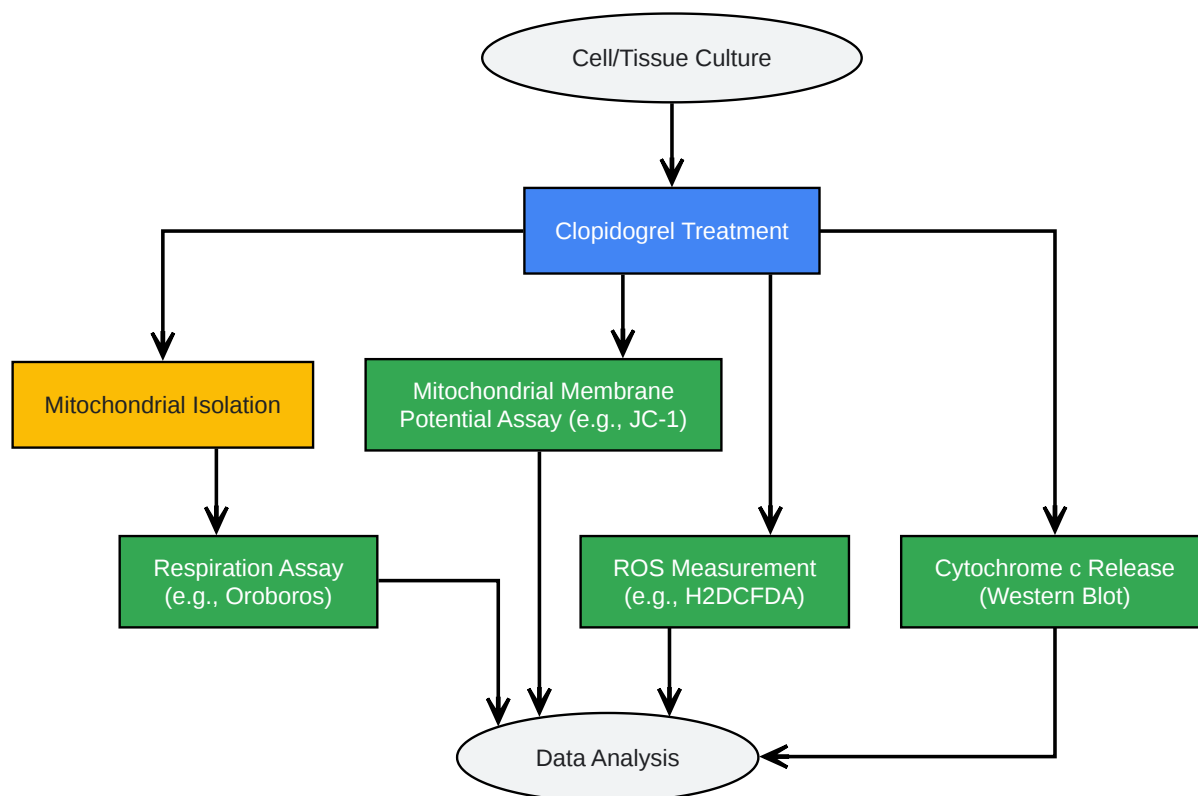 Cell/Tissue Culture
Clopidogrel Treatment
Mitochondrial Isolation
Mitochondrial Membrane
Potential Assay (e.g., JC-1)
Respiration Assay
(e.g., Oroboros)
ROS Measurement
(e.g., H2DCFDA)
Cytochrome c Release
(Western Blot)
Data Analysis